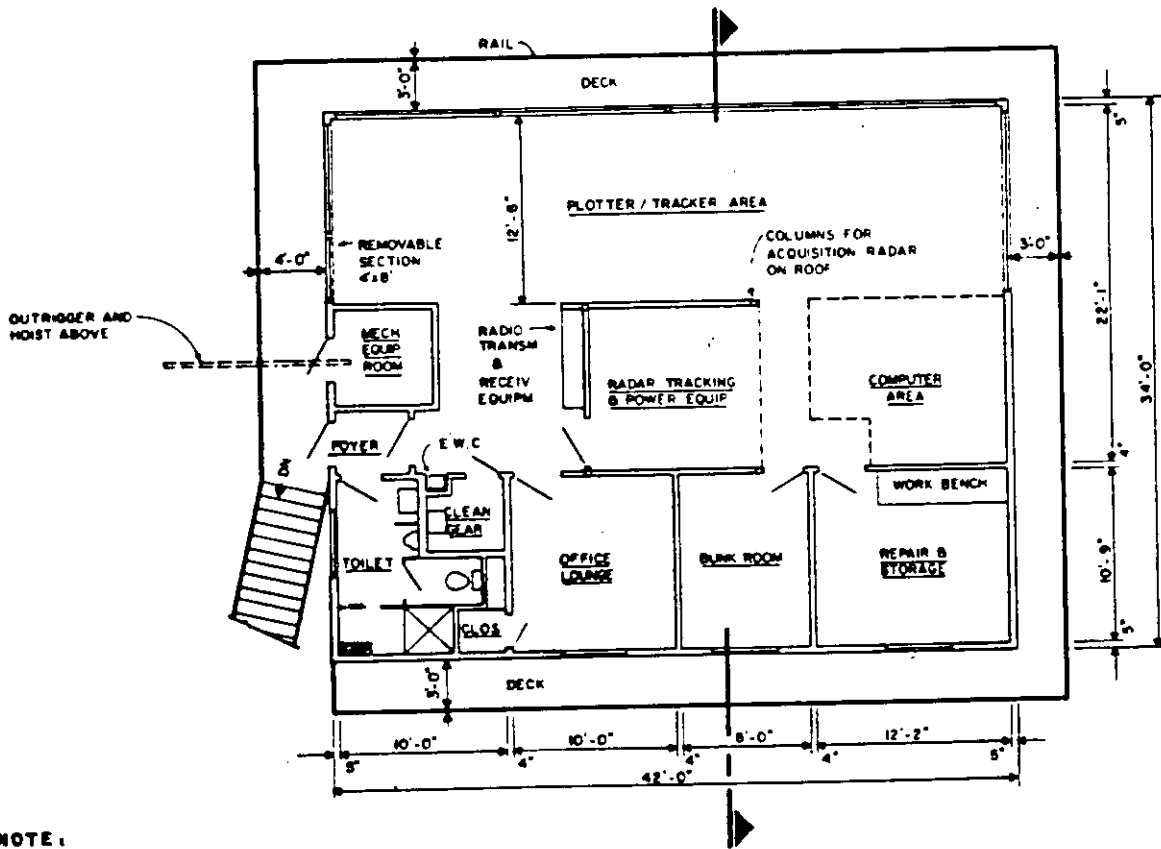 RAIL
DECK
3'-0"
5"
PLOTTER / TRACKER AREA
12'-8"
REMOVABLE
SECTION
4'x8'
COLUMNS FOR
ACQUISITION RADAR
ON ROOF
4'-0"
3'-0"
22'-1"
34'-0"
OUTRIGGER AND
HOIST ABOVE
MECH
EQUIP
ROOM
RADIO
TRANSM
&
RECEIV
EQUIPM
RADAR TRACKING
& POWER EQUIP
COMPUTER
AREA
FOYER
E.W.C
4"
DN
WORK BENCH
CLEAN
GEAR
TOILET
OFFICE
LOUNGE
BUNK ROOM
REPAIR &
STORAGE
10'-9"
CLOS
5"
3'-0"
DECK
10'-0"
10'-0"
8'-0"
12'-2"
5"
4"
4"
4"
5"
42'-0"
NOTE: